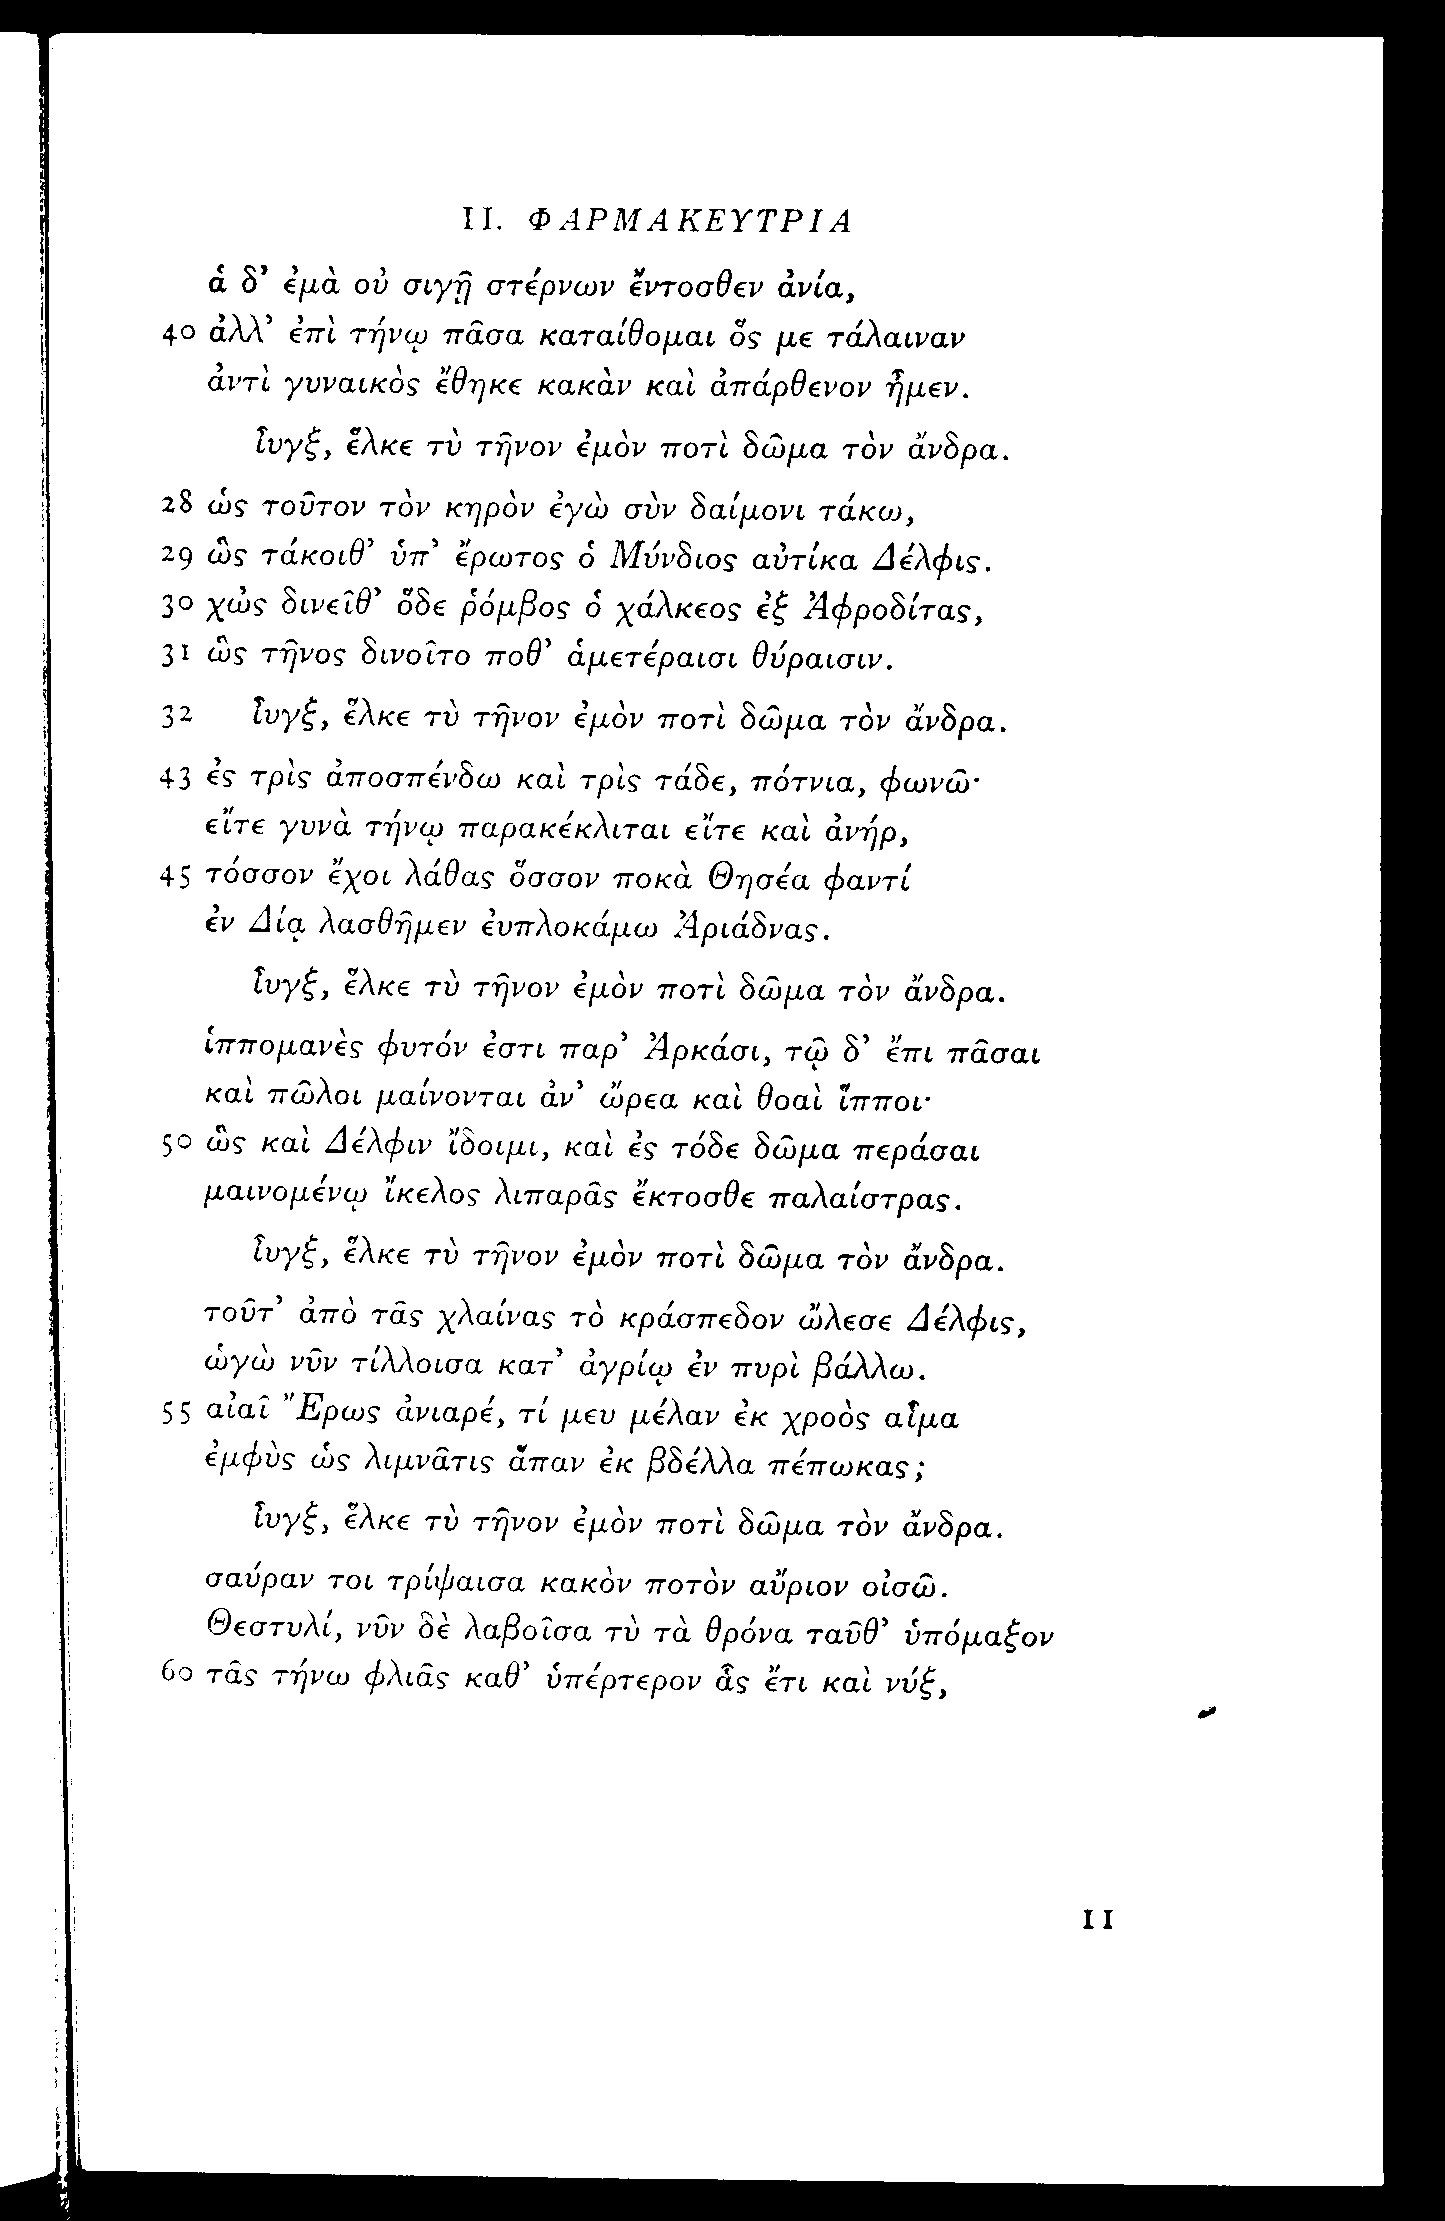 II. ΦΑΡΜΑΚΕΥΤΡΙΑ
ἁ δ’ ἐμὰ οὐ σιγῇ στέρνων ἔντοσθεν ἀνία,
40 ἀλλ’ ἐπὶ τήνῳ πᾶσα καταίθομαι ὅς με τάλαιναν
ἀντὶ γυναικὸς ἔθηκε κακὰν καὶ ἀπάρθενον ἦμεν.
ἶυγξ, ἕλκε τὺ τῆνον ἐμὸν ποτὶ δῶμα τὸν ἄνδρα.
28 ὡς τοῦτον τὸν κηρὸν ἐγὼ σὺν δαίμονι τάκω,
29 ὣς τάκοιθ’ ὑπ’ ἔρωτος ὁ Μύνδιος αὐτίκα Δέλφις.
30 χὠς δινεῖθ’ ὅδε ῥόμβος ὁ χάλκεος ἐξ Ἀφροδίτας,
31 ὣς τῆνος δινοῖτο ποθ’ ἁμετέραισι θύραισιν.
32 ἶυγξ, ἕλκε τὺ τῆνον ἐμὸν ποτὶ δῶμα τὸν ἄνδρα.
43 ἐς τρὶς ἀποσπένδω καὶ τρὶς τάδε, πότνια, φωνῶ·
εἴτε γυνὰ τήνῳ παρακέκλιται εἴτε καὶ ἀνήρ,
45 τόσσον ἔχοι λάθας ὅσσον ποκὰ Θησέα φαντί
ἐν Δίᾳ λασθῆμεν ἐυπλοκάμω Ἀριάδνας.
ἶυγξ, ἕλκε τὺ τῆνον ἐμὸν ποτὶ δῶμα τὸν ἄνδρα.
ἱππομανὲς φυτόν ἐστι παρ’ Ἀρκάσι, τῷ δ’ ἔπι πᾶσαι
καὶ πῶλοι μαίνονται ἀν’ ὤρεα καὶ θοαὶ ἵπποι·
50 ὣς καὶ Δέλφιν ἴδοιμι, καὶ ἐς τόδε δῶμα περάσαι
μαινομένῳ ἴκελος λιπαρᾶς ἔκτοσθε παλαίστρας.
ἶυγξ, ἕλκε τὺ τῆνον ἐμὸν ποτὶ δῶμα τὸν ἄνδρα.
τοῦτ’ ἀπὸ τᾶς χλαίνας τὸ κράσπεδον ὤλεσε Δέλφις,
ὡγὼ νῦν τίλλοισα κατ’ ἀγρίῳ ἐν πυρὶ βάλλω.
55 αἰαῖ Ἔρως ἀνιαρέ, τί μευ μέλαν ἐκ χροὸς αἷμα
ἐμφὺς ὡς λιμνᾶτις ἅπαν ἐκ βδέλλα πέπωκας;
ἶυγξ, ἕλκε τὺ τῆνον ἐμὸν ποτὶ δῶμα τὸν ἄνδρα.
σαύραν τοι τρίψαισα κακὸν ποτὸν αὔριον οἰσῶ.
Θεστυλί, νῦν δὲ λαβοῖσα τὺ τὰ θρόνα ταῦθ’ ὑπόμαξον
60 τᾶς τήνω φλιᾶς καθ’ ὑπέρτερον ἇς ἔτι καὶ νύξ,
11